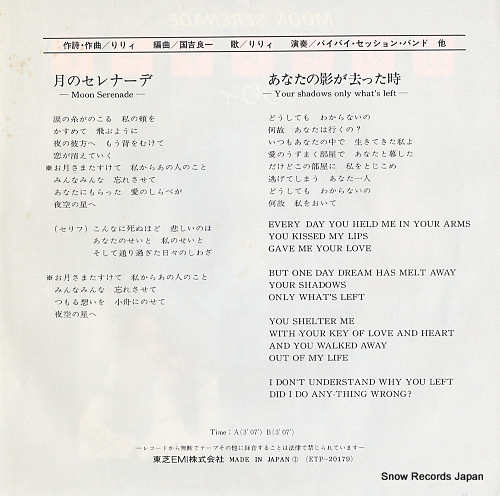 MOON SERENADE
作詩・作曲／りりィ　編曲／国吉良一　歌／りりィ　演奏／バイバイ・セッション・バンド　他
月のセレナーデ
—Moon Serenade—
涙の糸がのこる　私の頬を
かすめて　飛ぶように
夜の彼方へ　もう背をむけて
恋が消えていく
※お月さまたすけて　私からあの人のこと
みんなみんな　忘れさせて
あなたにもらった　愛のしらべが
夜空の星へ
（セリフ）こんなに死ぬほど　悲しいのは
あなたのせいと　私のせいと
そして通り過ぎた日々のしわざ
※お月さまたすけて　私からあの人のこと
みんなみんな　忘れさせて
つもる想いを　小舟にのせて
夜空の星へ
あなたの影が去った時
—Your shadows only what's left—
どうしても　わからないの
何故　あなたは行くの？
いつもあなたの中で　生きてきた私よ
愛のうずまく部屋で　あなたと暮した
だけどこの部屋に　私をとじこめ
逃げてしまう　あなた一人
どうしても　わからないの
何故　私をおいて
EVERY DAY YOU HELD ME IN YOUR ARMS
YOU KISSED MY LIPS
GAVE ME YOUR LOVE
BUT ONE DAY DREAM HAS MELT AWAY
YOUR SHADOWS
ONLY WHAT'S LEFT
YOU SHELTER ME
WITH YOUR KEY OF LOVE AND HEART
AND YOU WALKED AWAY
OUT OF MY LIFE
I DON'T UNDERSTAND WHY YOU LEFT
DID I DO ANY-THING WRONG?
Time : A(3'07") B(3'07")
—レコードから無断でテープその他に録音することは法律で禁じられています—
東芝EMI株式会社　MADE IN JAPAN ①　(ETP-20179)
Snow Records Japan